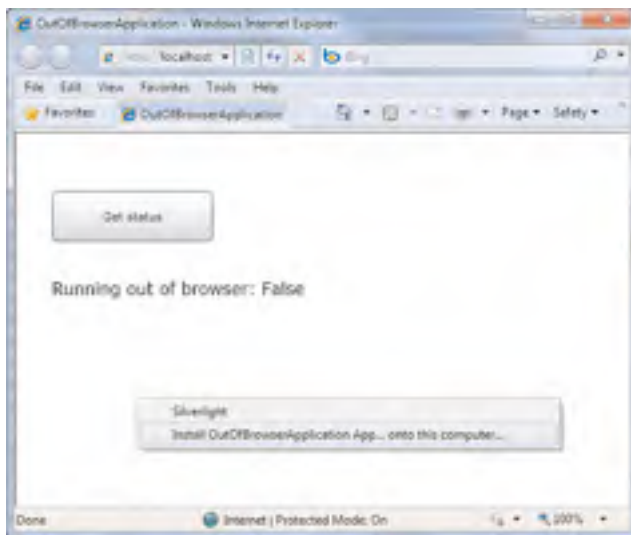 OutOfBrowserApplication - Windows Internet Explorer
localhost
File Edit View Favorites Tools Help
Favorites OutOfBrowserApplication Page Safety
Get status
Running out of browser: False
Silverlight
Install OutOfBrowserApplication App... onto this computer...
Done Internet | Protected Mode: On 100%